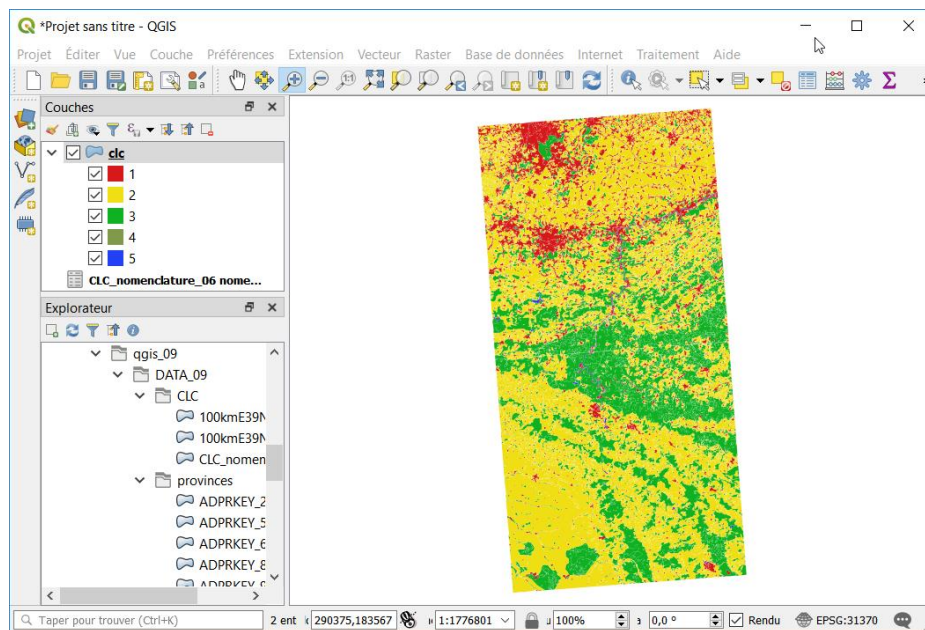 *Projet sans titre - QGIS
Projet Éditer Vue Couche Préférences Extension Vecteur Raster Base de données Internet Traitement Aide
Couches
clc
1
2
3
4
5
CLC_nomenclature_06 nome...
Explorateur
qgis_09
DATA_09
CLC
100kmE39N
100kmE39N
CLC_nomen
provinces
ADPRKEY_2
ADPRKEY_5
ADPRKEY_6
ADPRKEY_8
Taper pour trouver (Ctrl+K) 2 ent 290375,183567 1:1776801 100% 0,0 ° Rendu EPSG:31370